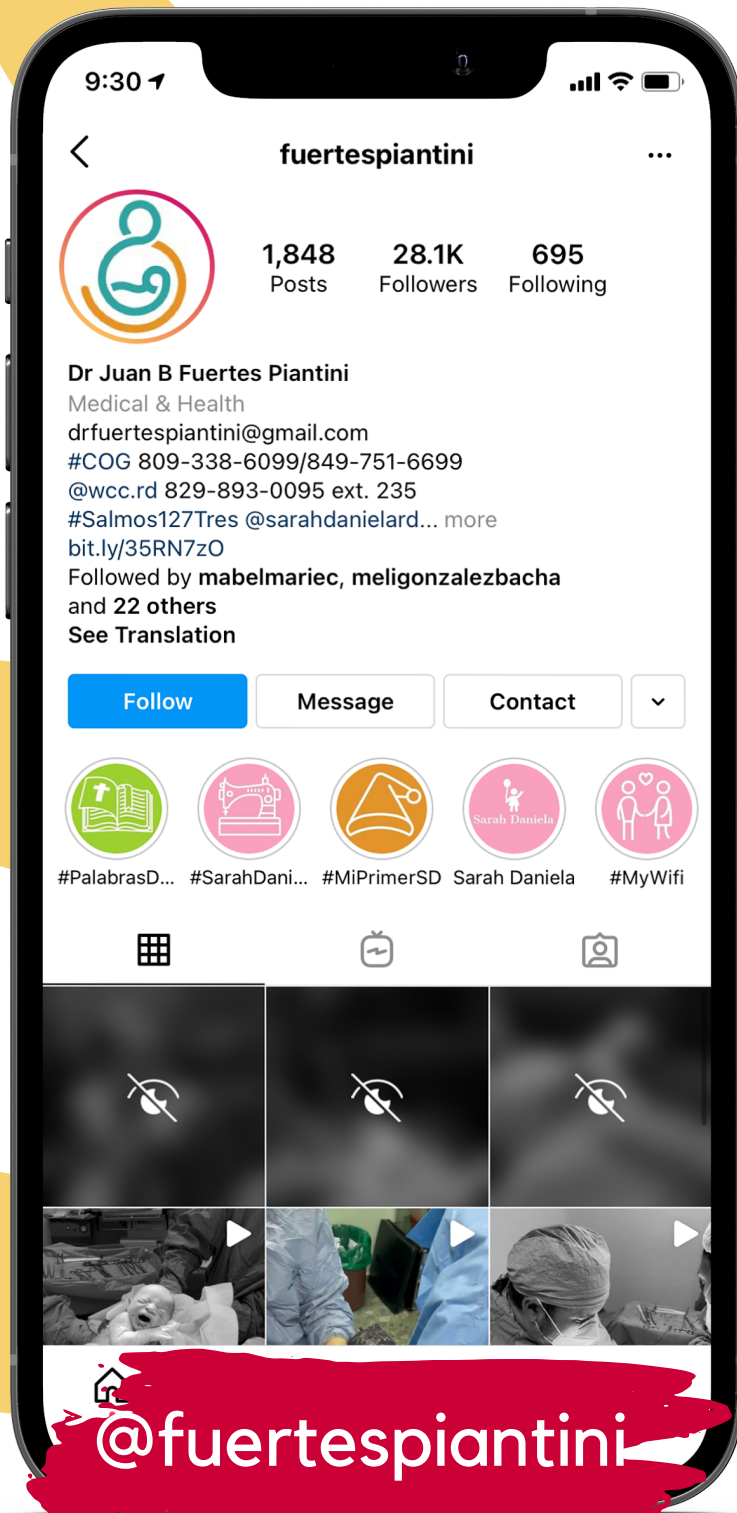 9:30
fuertespiantini
1,848
Posts
28.1K
Followers
695
Following
Dr Juan B Fuertes Piantini
Medical & Health
drfuertespiantini@gmail.com
#COG 809-338-6099/849-751-6699
@wcc.rd 829-893-0095 ext. 235
#Salmos127Tres @sarahdanielard... more
bit.ly/35RN7zO
Followed by mabelmariec, meligonzalezbacha
and 22 others
See Translation
Follow
Message
Contact
Sarah Daniela
#PalabrasD...
#SarahDani...
#MiPrimerSD
Sarah Daniela
#MyWifi
@fuertespiantini